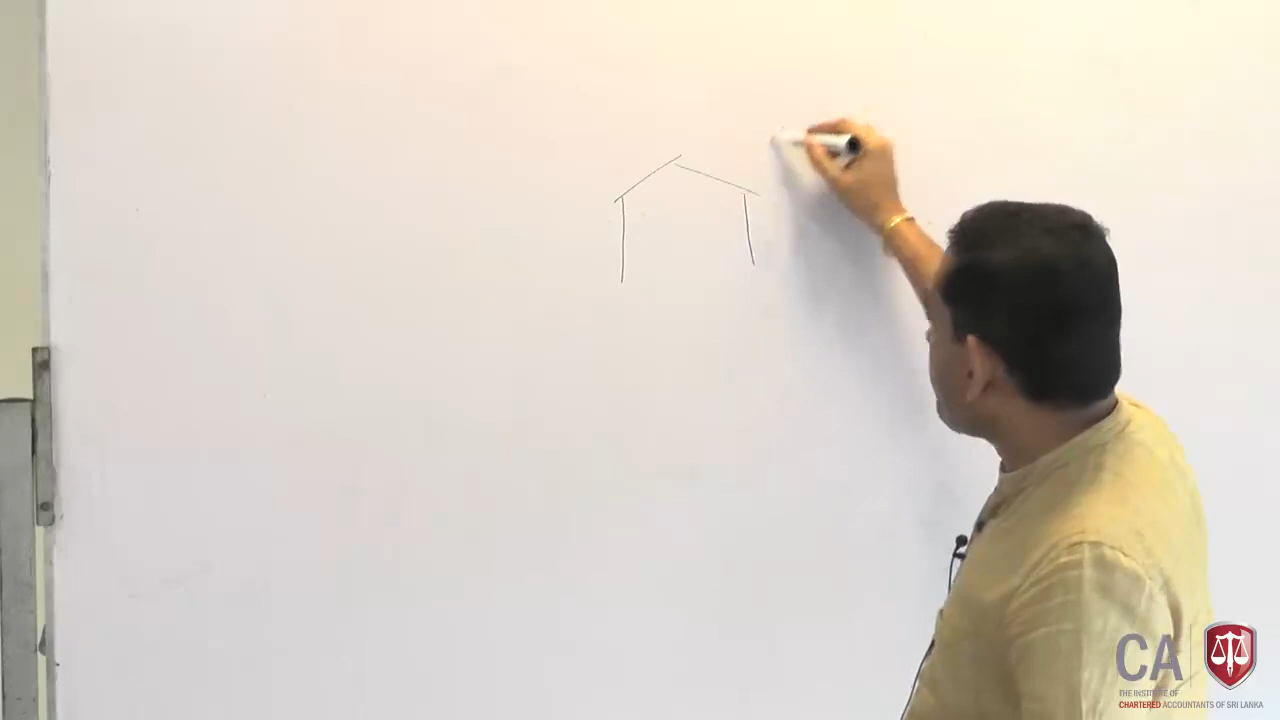 CA
THE INSTITUTE OF
CHARTERED ACCOUNTANTS OF SRI LANKA